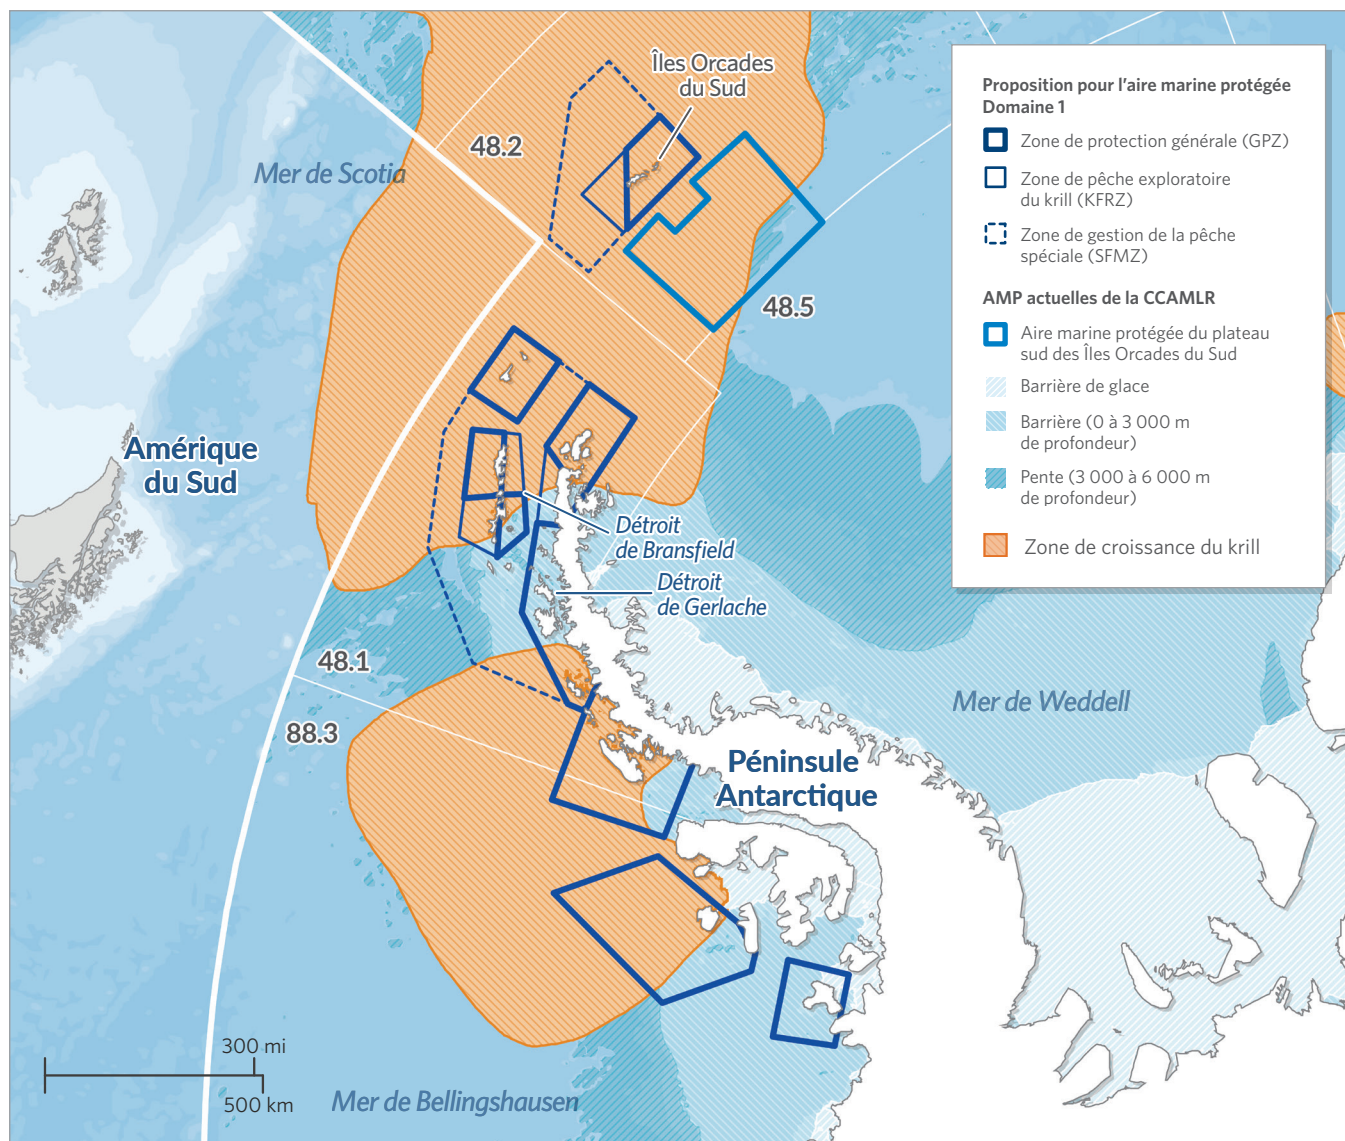 Îles Orcades
du Sud
48.2
Mer de Scotia
48.5
Amérique
du Sud
Détroit
de Bransfield
Détroit
de Gerlache
48.1
88.3
Mer de Weddell
Péninsule
Antarctique
300 mi
500 km
Mer de Bellingshausen
Proposition pour l'aire marine protégée
Domaine 1
Zone de protection générale (GPZ)
Zone de pêche exploratoire
du krill (KFRZ)
Zone de gestion de la pêche
spéciale (SFMZ)
AMP actuelles de la CCAMLR
Aire marine protégée du plateau
sud des Îles Orcades du Sud
Barrière de glace
Barrière (0 à 3 000 m
de profondeur)
Pente (3 000 à 6 000 m
de profondeur)
Zone de croissance du krill